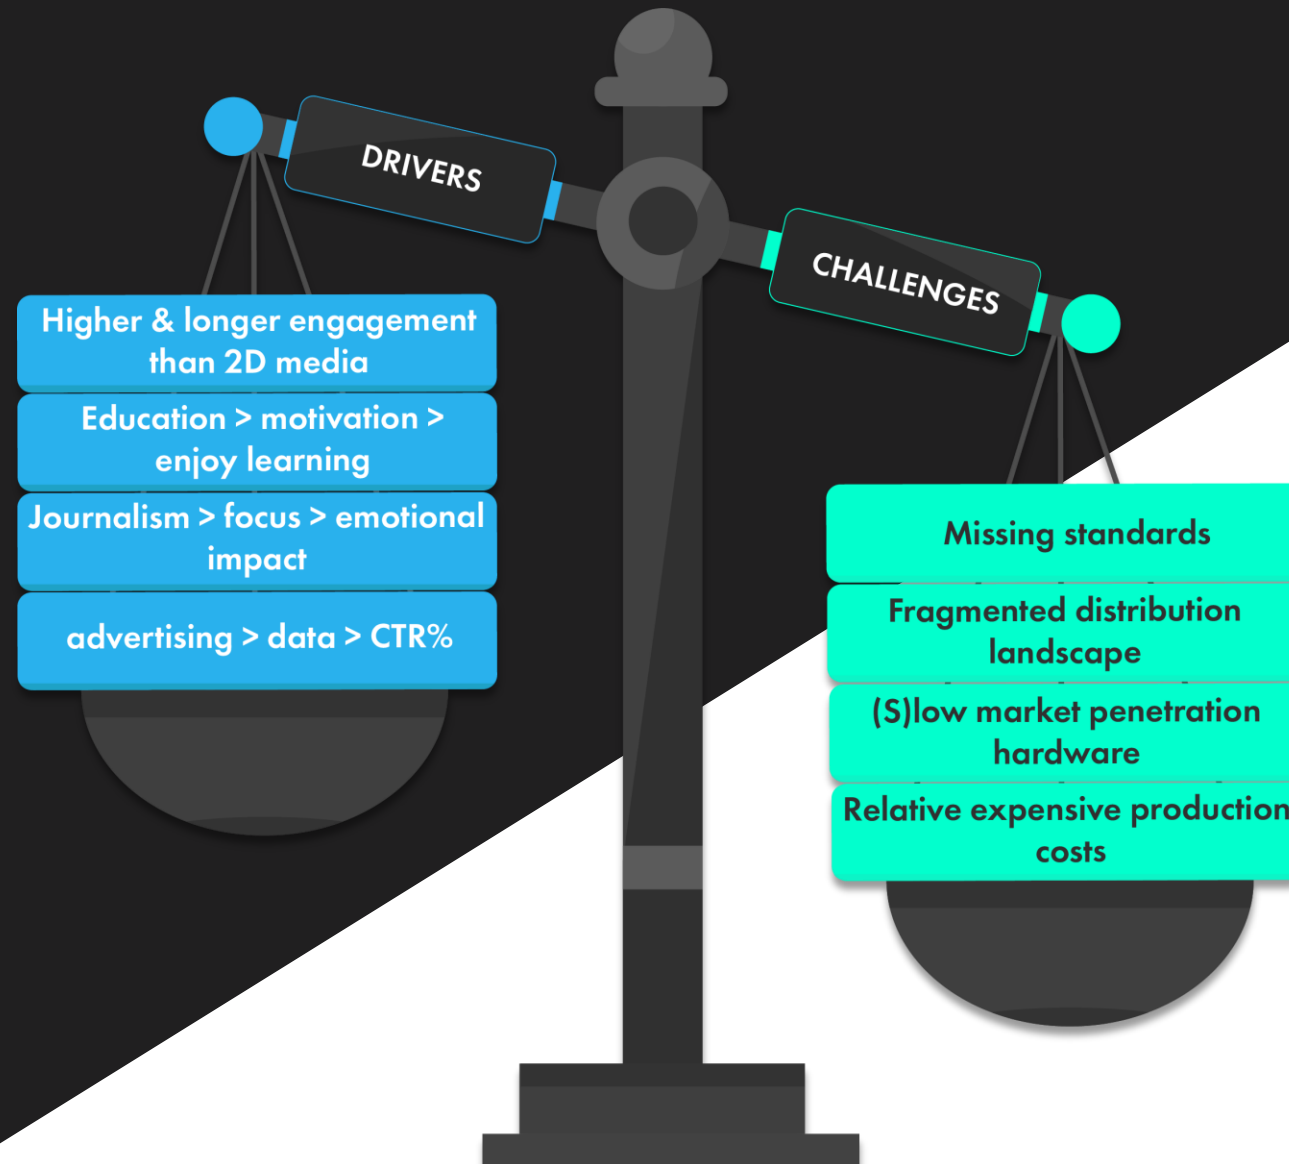 DRIVERS
Higher & longer engagement
than 2D media
Education > motivation >
enjoy learning
Journalism > focus > emotional
impact
advertising > data > CTR%
CHALLENGES
Missing standards
Fragmented distribution
landscape
(S)low market penetration
hardware
Relative expensive production
costs